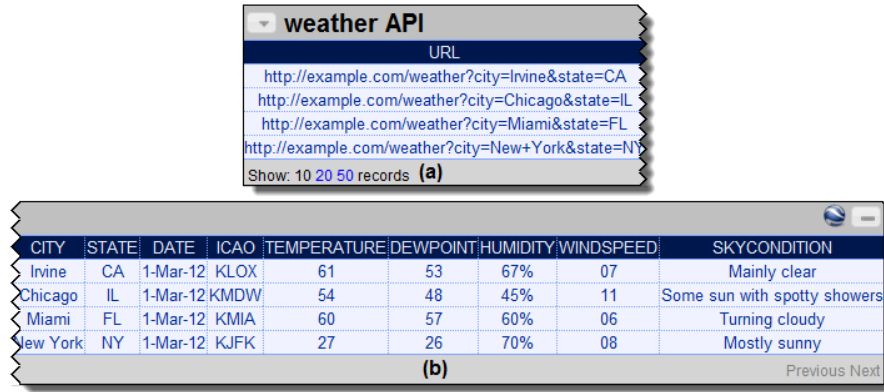 weather API
URL
http://example.com/weather?city=Irvine&state=CA
http://example.com/weather?city=Chicago&state=IL
http://example.com/weather?city=Miami&state=FL
http://example.com/weather?city=New+York&state=NY
Show: 10 20 50 records (a)
CITY STATE DATE ICAO TEMPERATURE DEWPOINT HUMIDITY WINDSPEED SKYCONDITION
Irvine CA 1-Mar-12 KLOX 61 53 67% 07 Mainly clear
Chicago IL 1-Mar-12 KMDW 54 48 45% 11 Some sun with spotty showers
Miami FL 1-Mar-12 KMIA 60 57 60% 06 Turning cloudy
New York NY 1-Mar-12 KJFK 27 26 70% 08 Mostly sunny
(b) Previous Next